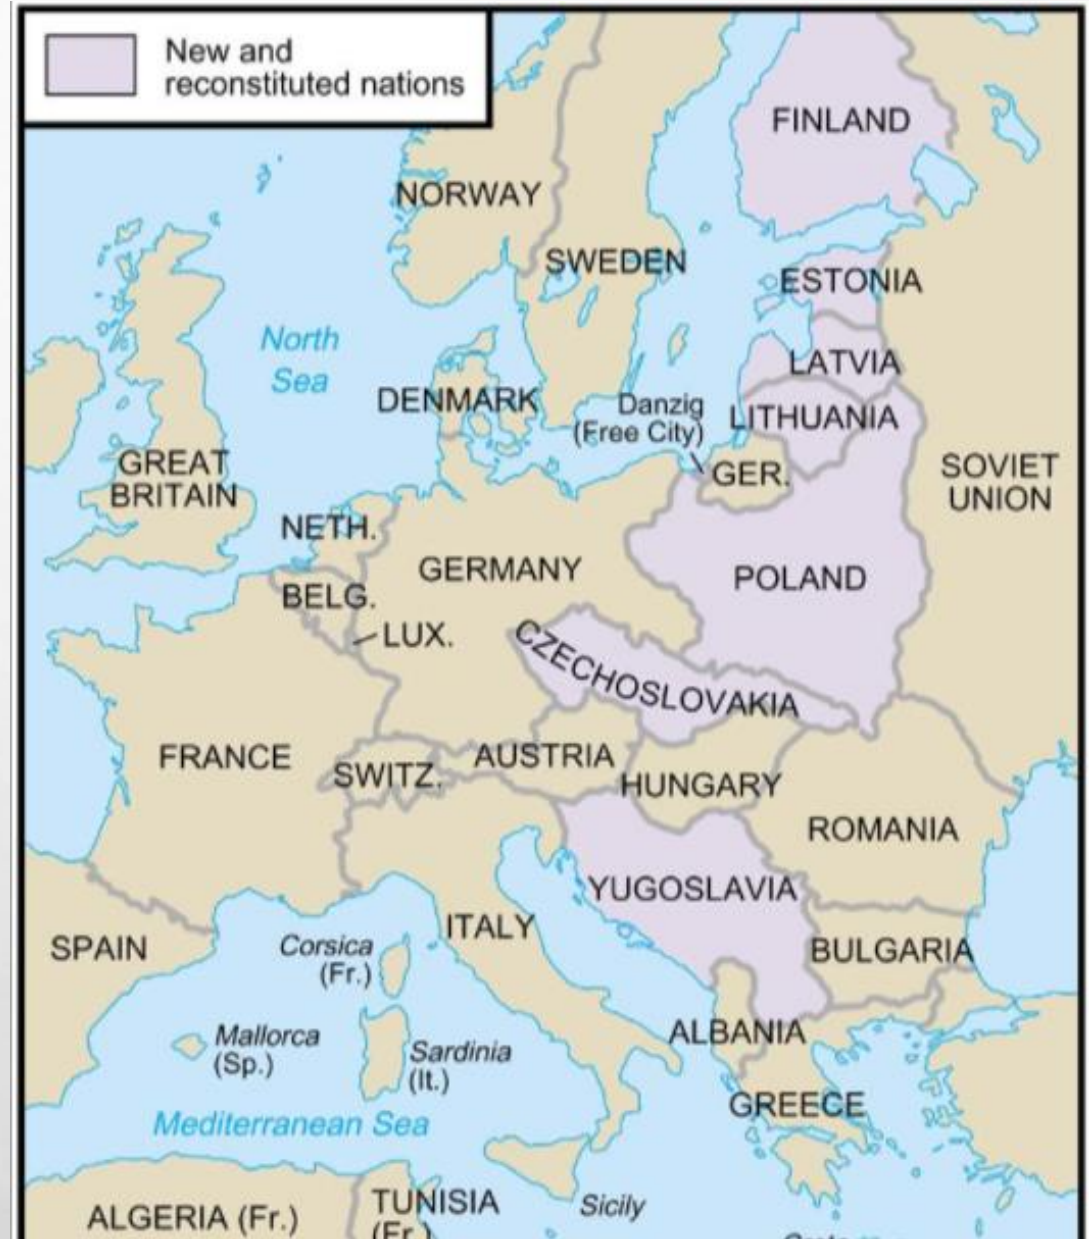 New and
reconstituted nations
FINLAND
NORWAY
SWEDEN
ESTONIA
North
Sea
LATVIA
DENMARK
Danzig
(Free City)
LITHUANIA
GREAT
BRITAIN
GER.
SOVIET
UNION
NETH.
GERMANY
POLAND
BELG.
LUX.
CZECHOSLOVAKIA
FRANCE
SWITZ.
AUSTRIA
HUNGARY
ROMANIA
YUGOSLAVIA
ITALY
SPAIN
Corsica
(Fr.)
BULGARIA
Mallorca
(Sp.)
Sardinia
(It.)
ALBANIA
Mediterranean Sea
GREECE
ALGERIA (Fr.)
TUNISIA
(Fr.)
Sicily